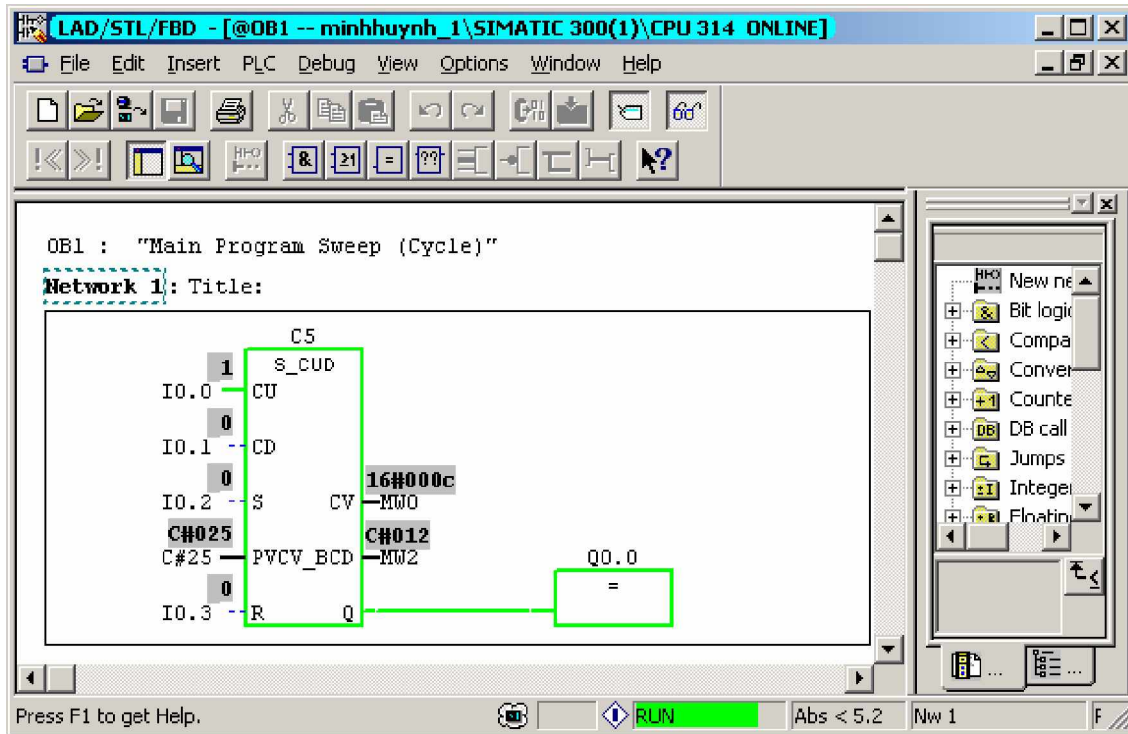 LAD/STL/FBD - [@OB1 -- minhhuynh_1\SIMATIC 300(1)\CPU 314 ONLINE]
File Edit Insert PLC Debug View Options Window Help
!« »! & ≥1 = ?? ?
OB1 : "Main Program Sweep (Cycle)"
Network 1: Title:
C5
1 S_CUD
I0.0 CU
0
I0.1 CD
0 16#000c
I0.2 S CV MW0
C#025 C#012
C#25 PVCV_BCD MW2 Q0.0
0 =
I0.3 R Q
New ne
Bit logic
Compa
Conver
Counte
DB call
Jumps
Integer
Floatin
... ...
Press F1 to get Help. RUN Abs < 5.2 Nw 1